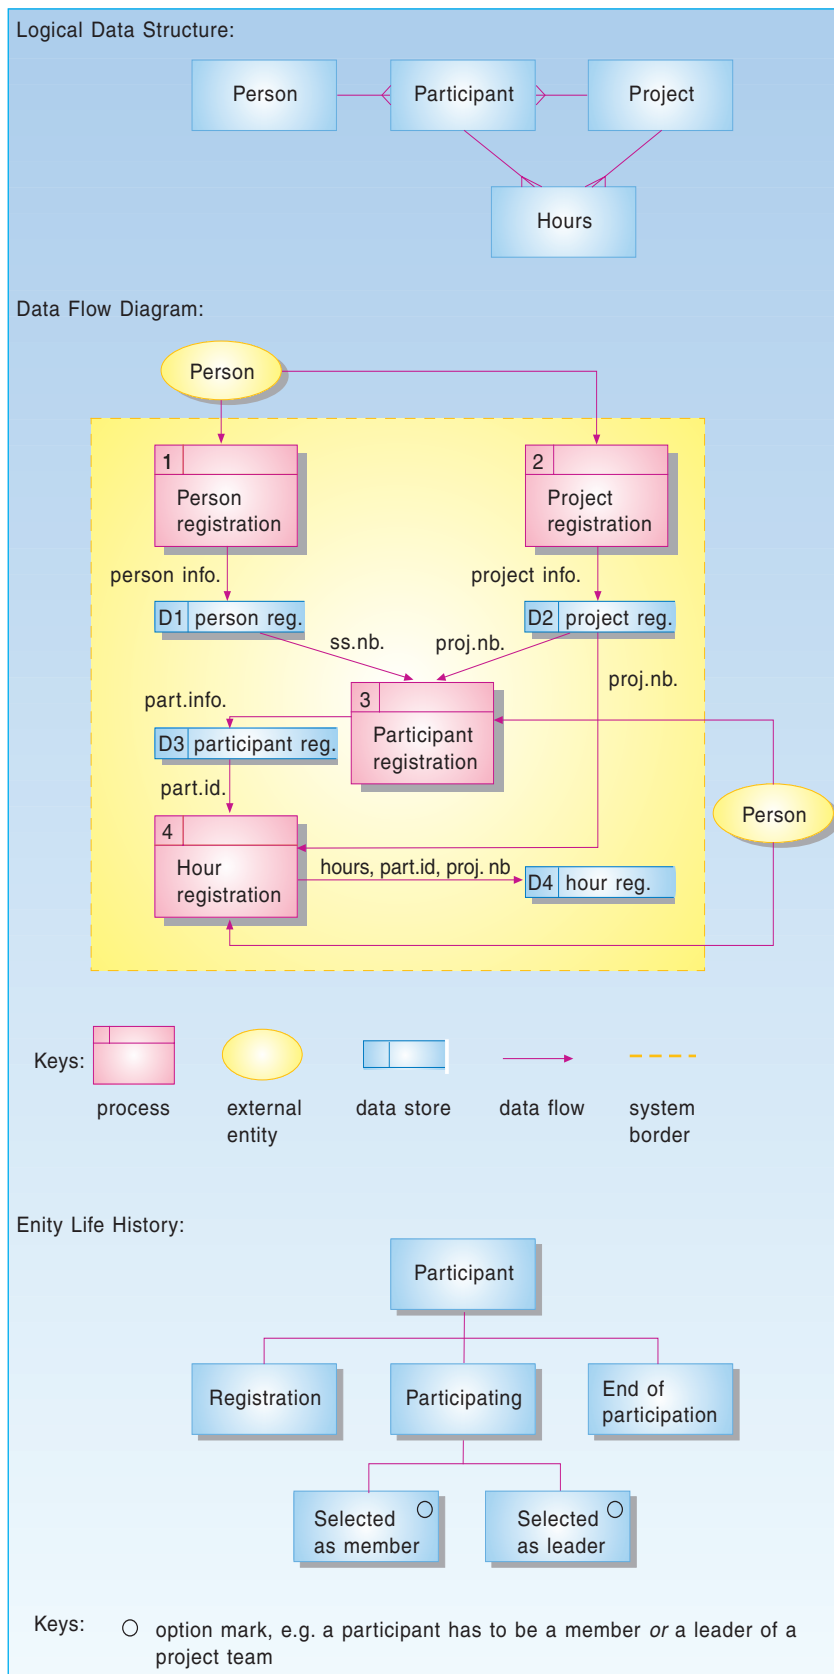 Logical Data Structure:
Person
Participant
Project
Hours
Data Flow Diagram:
Person
1
Person
registration
2
Project
registration
person info.
project info.
D1 person reg.
D2 project reg.
ss.nb.
proj.nb.
proj.nb.
part.info.
3
Participant
registration
D3 participant reg.
part.id.
Person
4
Hour
registration
hours, part.id, proj. nb
D4 hour reg.
Keys:
process
external
entity
data store
data flow
system
border
Enity Life History:
Participant
Registration
Participating
End of
participation
Selected
as member
Selected
as leader
Keys:
option mark, e.g. a participant has to be a member or a leader of a
project team